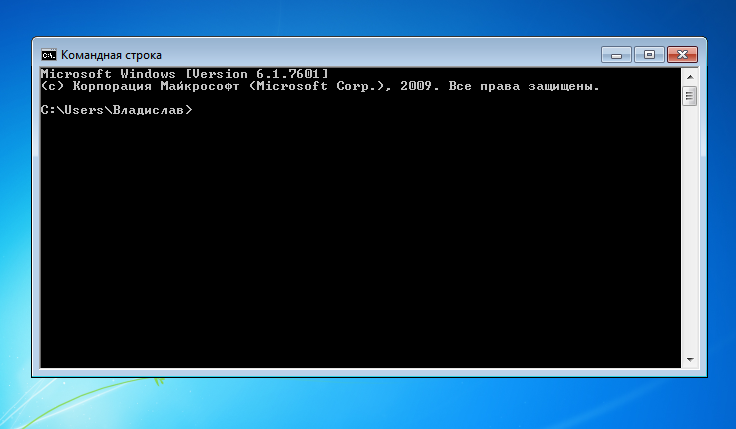 Командная строка
Microsoft Windows [Version 6.1.7601]
(c) Корпорация Майкрософт (Microsoft Corp.), 2009. Все права защищены.
C:\Users\Владислав>